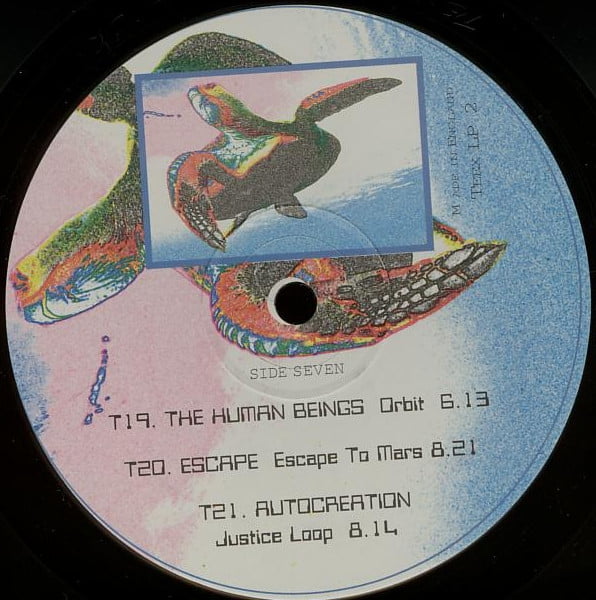 MADE IN ENGLAND
TREX LP 2
SIDE SEVEN
T19. THE HUMAN BEINGS Orbit 6.13
T20. ESCAPE Escape To Mars 8.21
T21. AUTOCREATION
Justice Loop 8.14